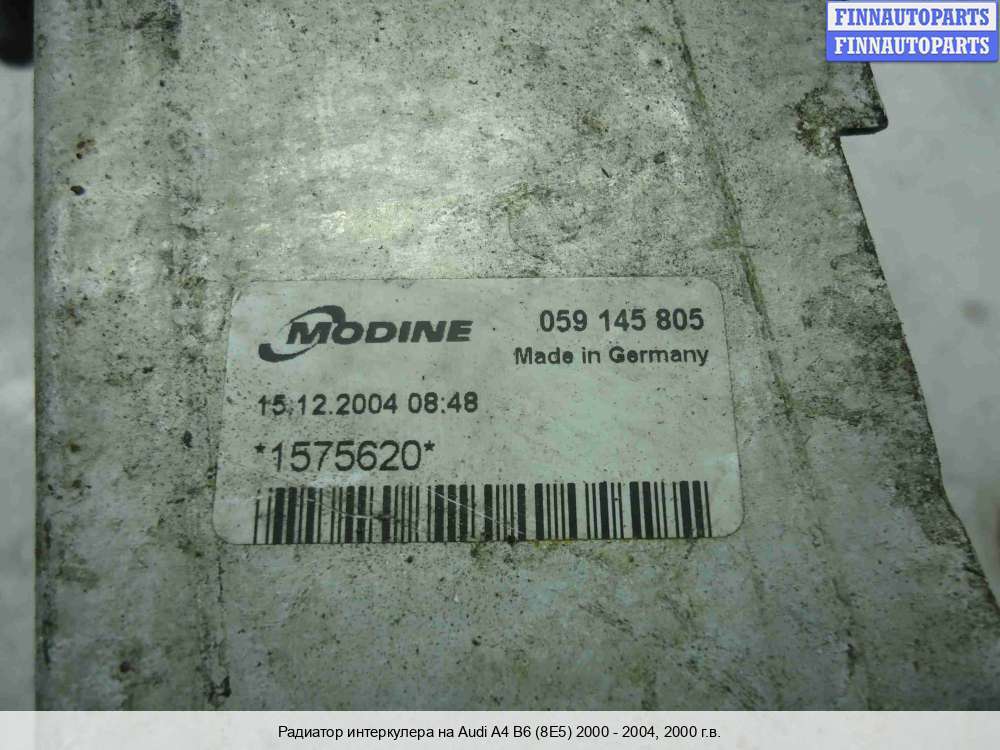 FINNAUTOPARTS
FINNAUTOPARTS
MODINE
059 145 805
Made in Germany
15.12.2004 08:48
*1575620*
Радиатор интеркулера на Audi A4 B6 (8E5) 2000 - 2004, 2000 г.в.